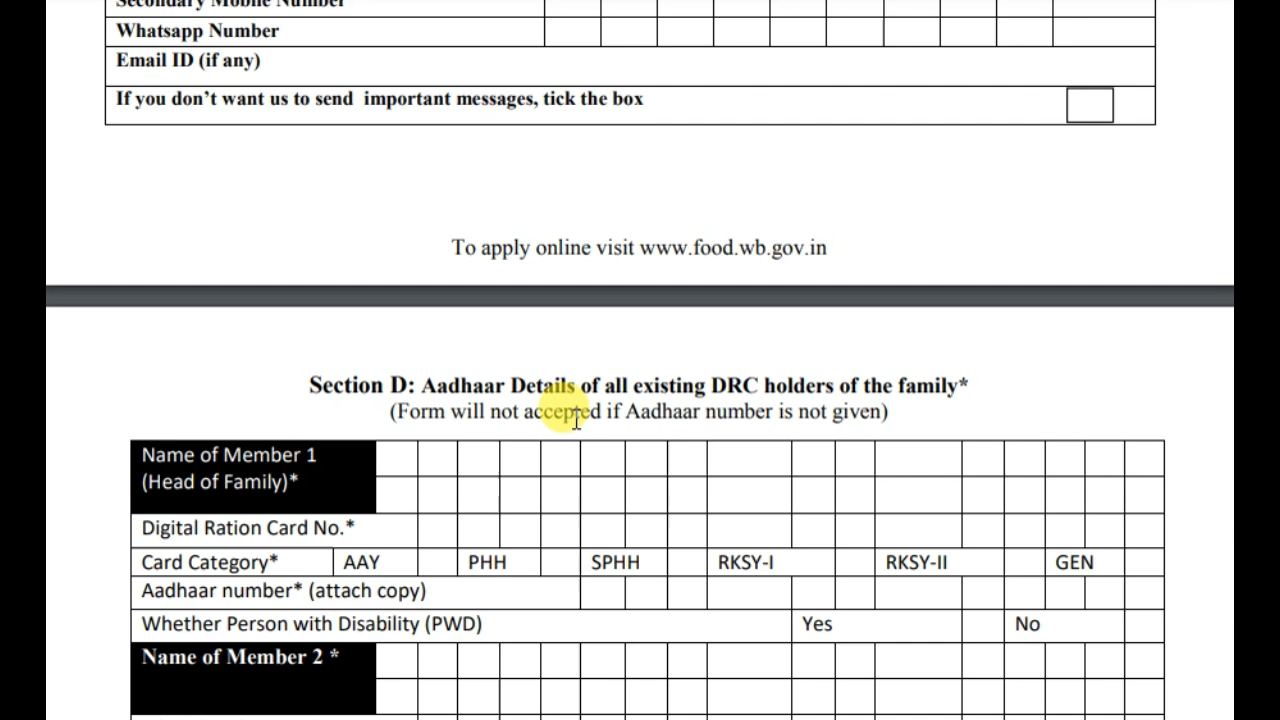 Secondary Mobile Number
Whatsapp Number
Email ID (if any)
If you don't want us to send important messages, tick the box
To apply online visit www.food.wb.gov.in
Section D: Aadhaar Details of all existing DRC holders of the family*
(Form will not accepted if Aadhaar number is not given)
Name of Member 1
(Head of Family)*
Digital Ration Card No.*
Card Category* AAY PHH SPHH RKSY-I RKSY-II GEN
Aadhaar number* (attach copy)
Whether Person with Disability (PWD) Yes No
Name of Member 2 *